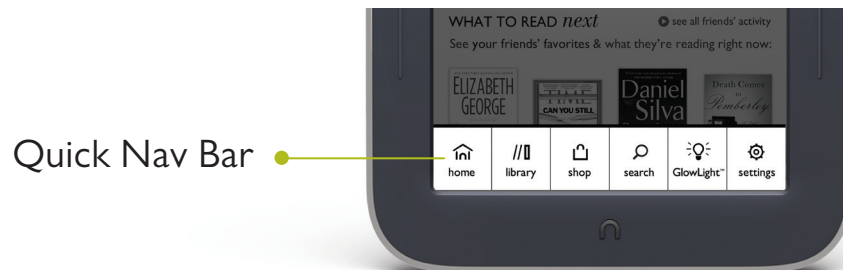 WHAT TO READ next
see all friends' activity
See your friends' favorites & what they're reading right now:
ELIZABETH
GEORGE
CAN YOU STILL
Daniel
Silva
Death Comes
to
Pemberley
Quick Nav Bar
home
library
shop
search
GlowLight™
settings